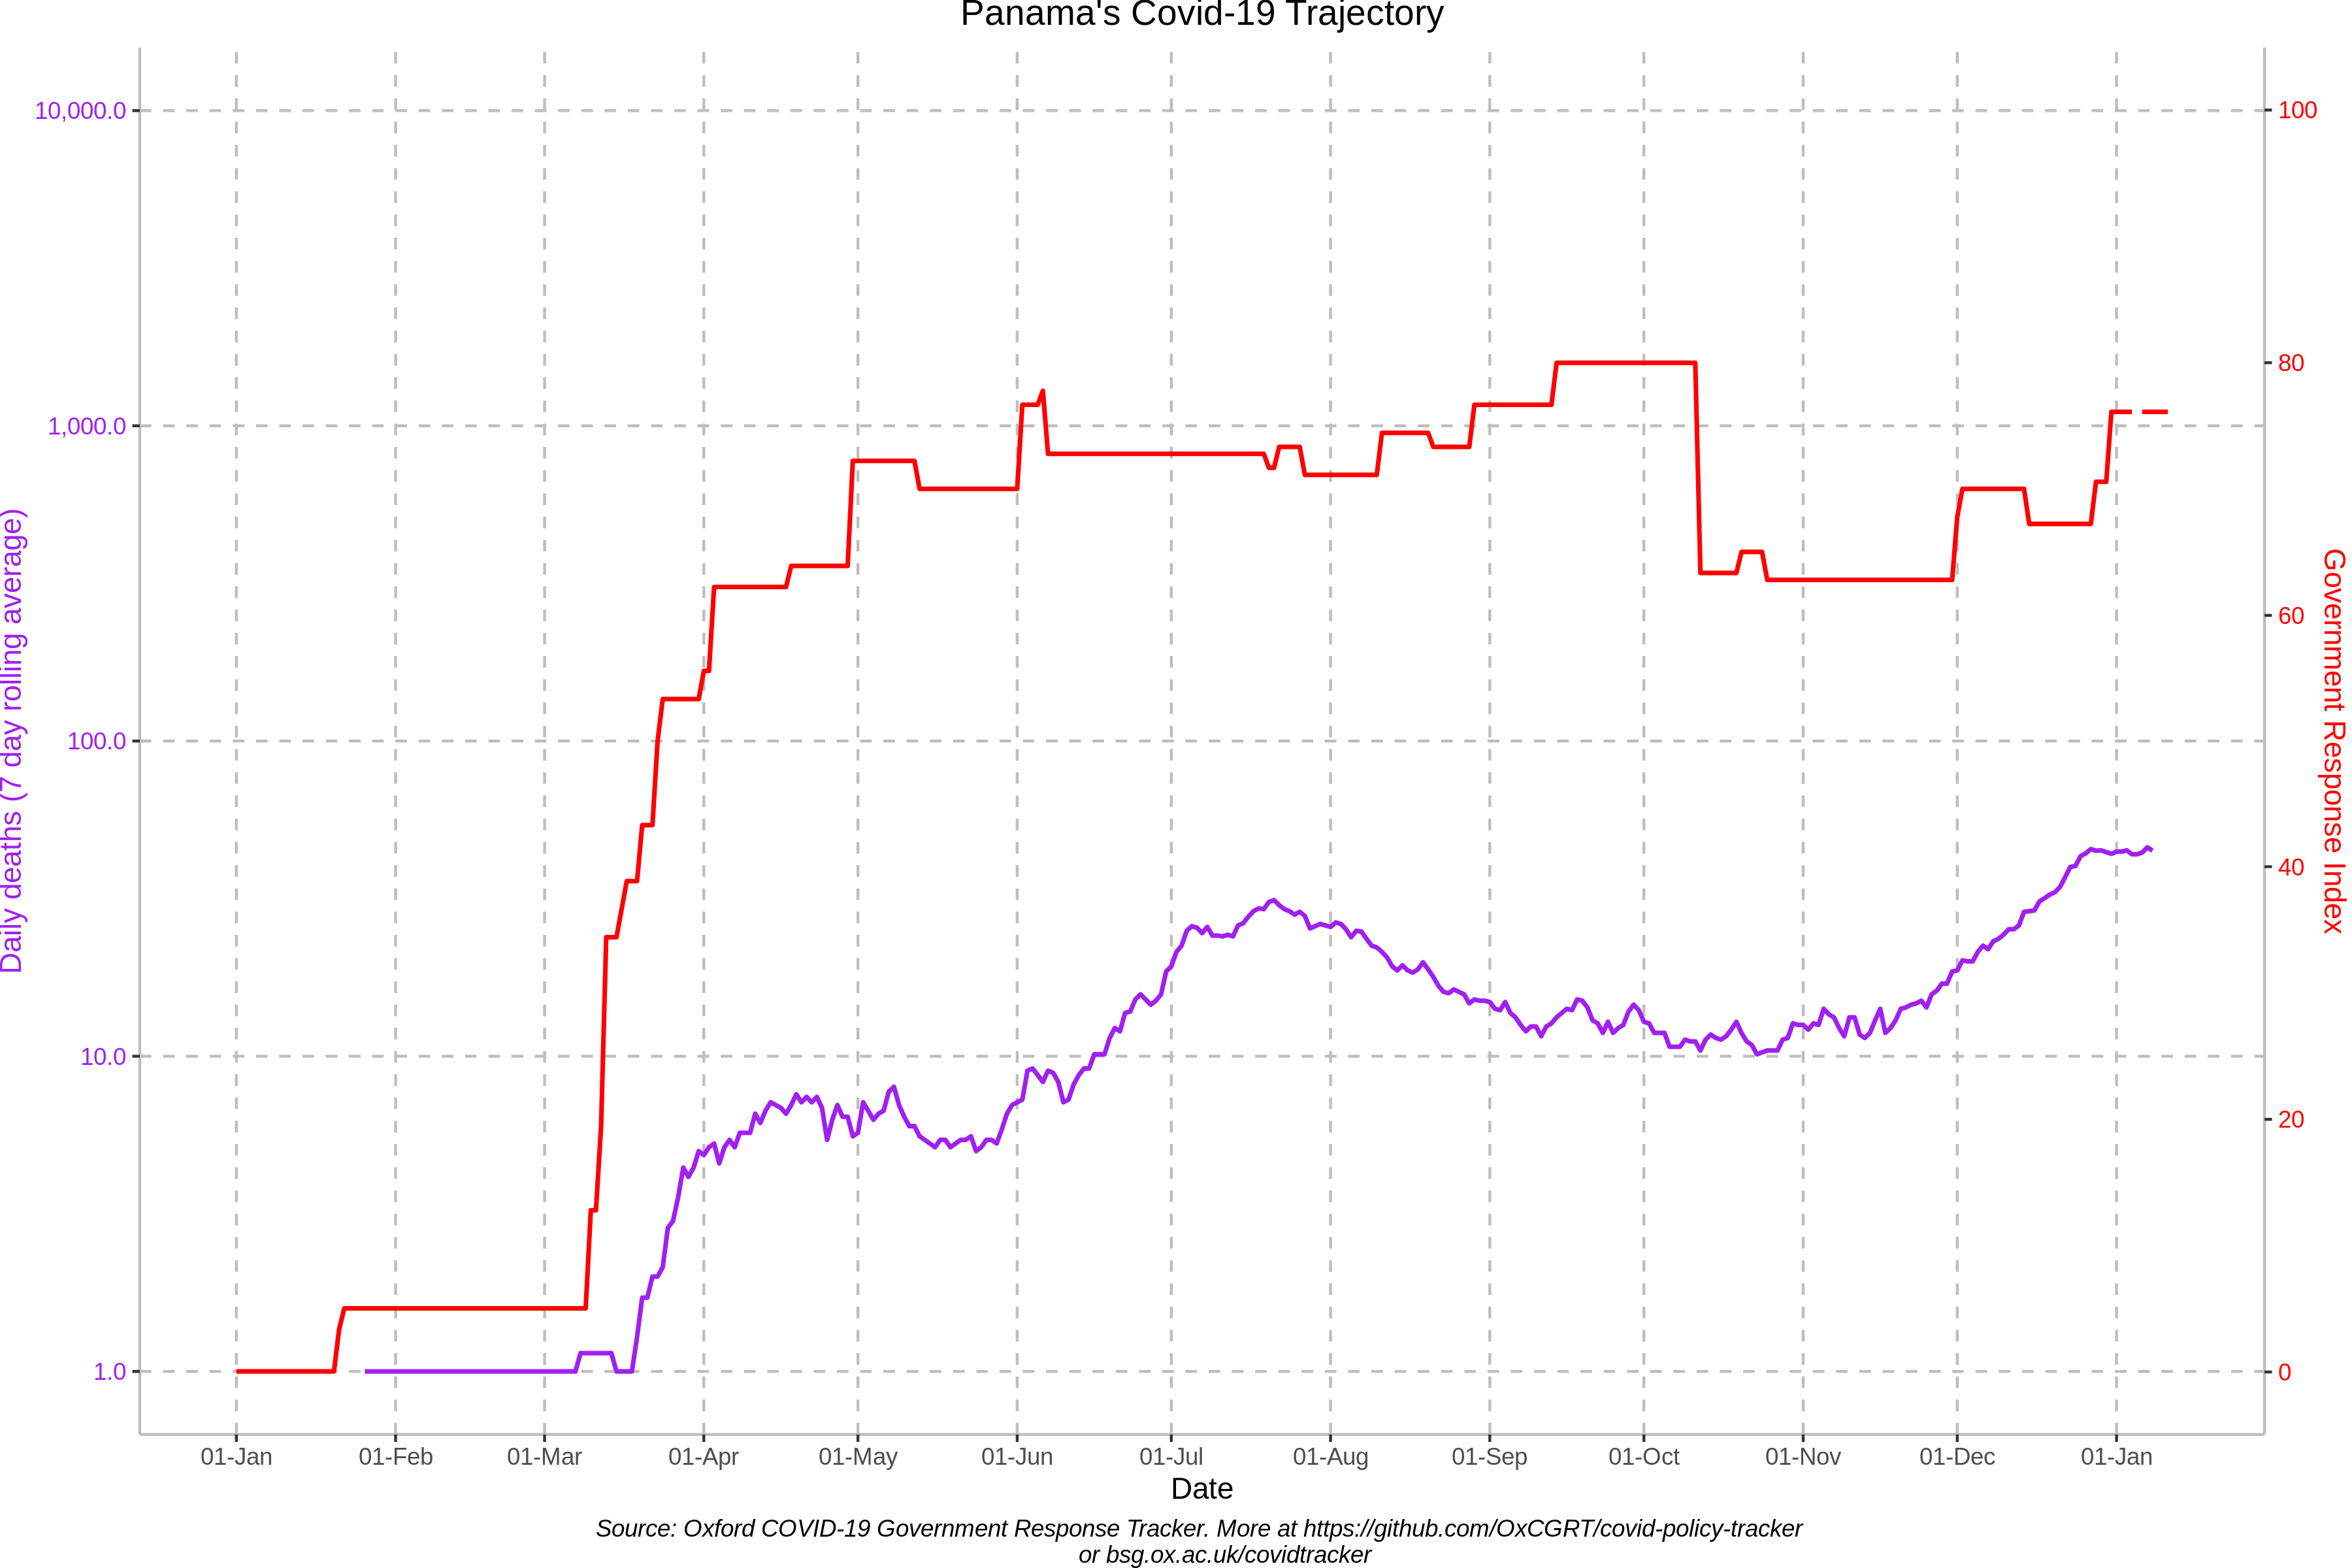 Panama's Covid-19 Trajectory
10,000.0
1,000.0
100.0
10.0
1.0
Daily deaths (7 day rolling average)
100
80
60
40
20
0
Government Response Index
01-Jan 01-Feb 01-Mar 01-Apr 01-May 01-Jun 01-Jul 01-Aug 01-Sep 01-Oct 01-Nov 01-Dec 01-Jan
Date
Source: Oxford COVID-19 Government Response Tracker. More at https://github.com/OxCGRT/covid-policy-tracker
or bsg.ox.ac.uk/covidtracker